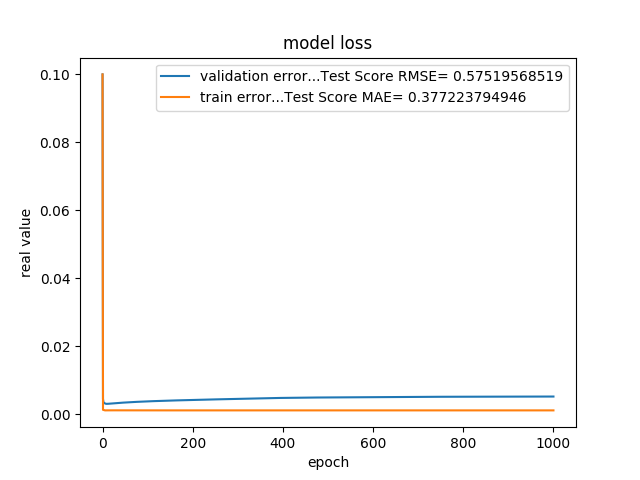 model loss
validation error...Test Score RMSE= 0.57519568519
train error...Test Score MAE= 0.377223794946
real value
0.10
0.08
0.06
0.04
0.02
0.00
0 200 400 600 800 1000
epoch